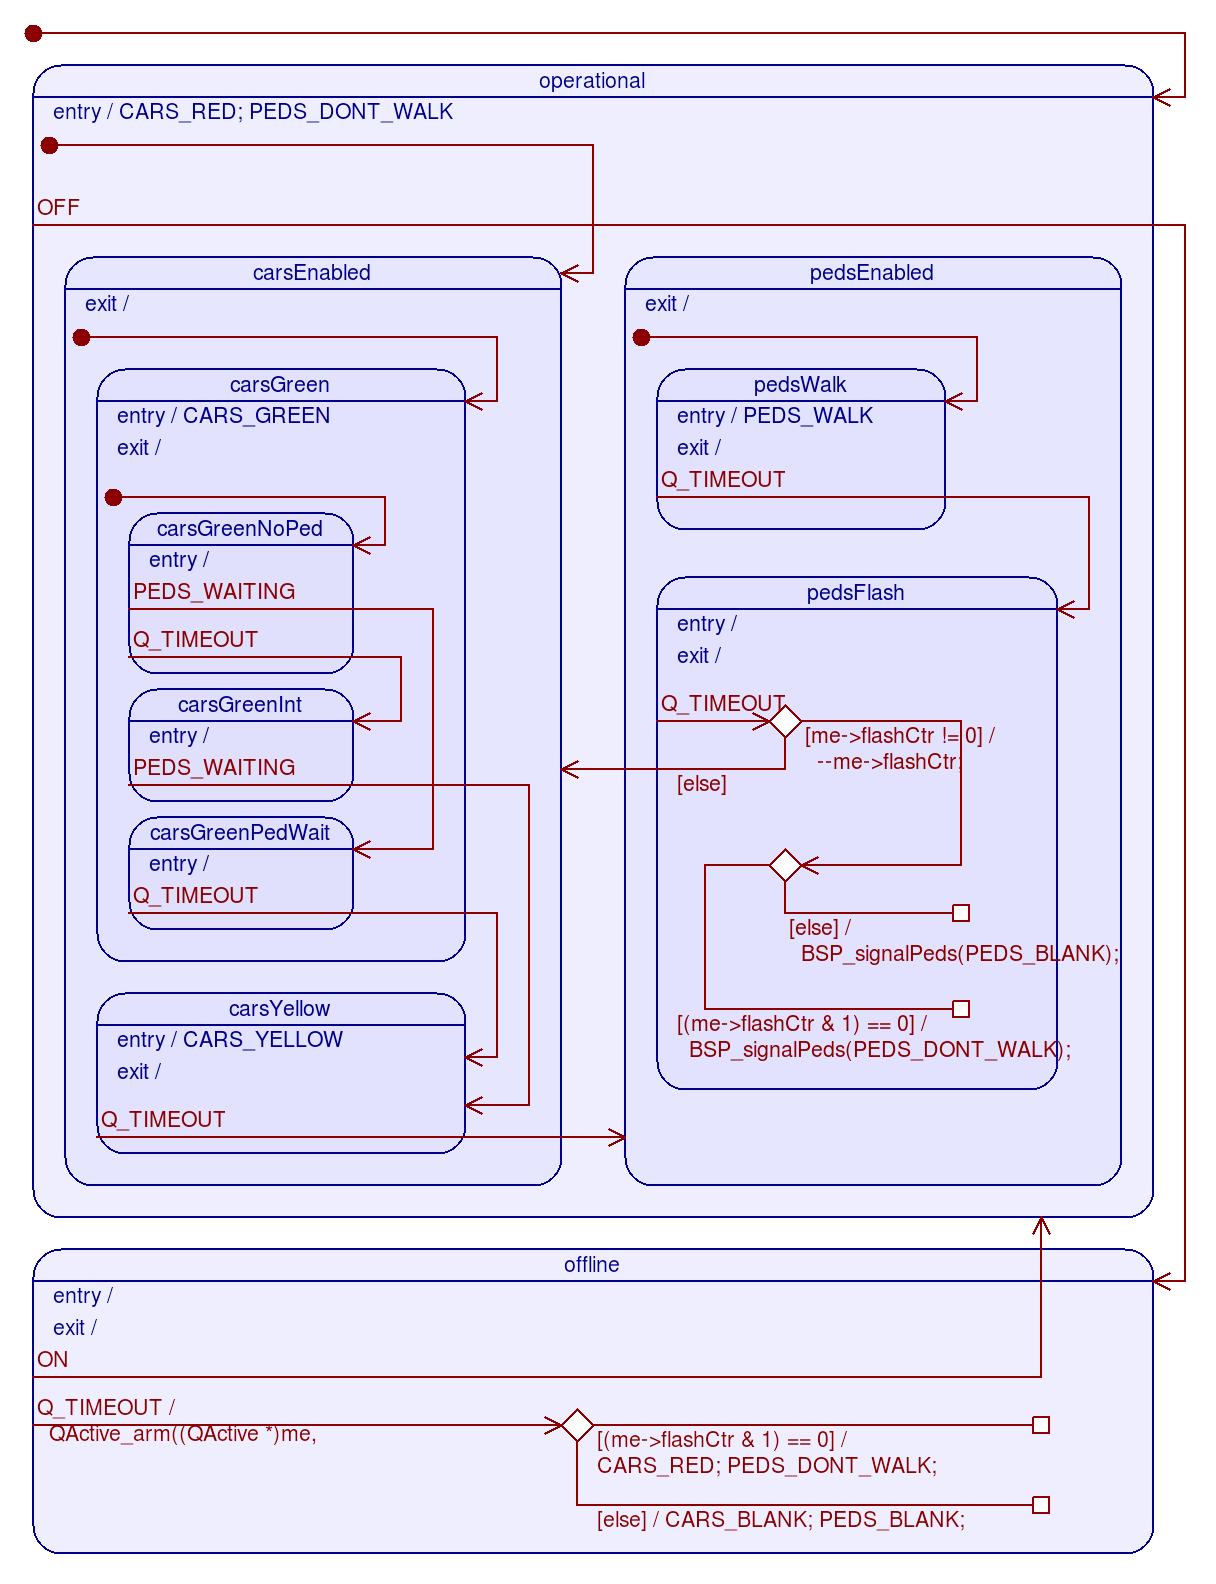 operational
entry / CARS_RED; PEDS_DONT_WALK
OFF
carsEnabled
exit /
carsGreen
entry / CARS_GREEN
exit /
carsGreenNoPed
entry /
PEDS_WAITING
Q_TIMEOUT
carsGreenInt
entry /
PEDS_WAITING
carsGreenPedWait
entry /
Q_TIMEOUT
carsYellow
entry / CARS_YELLOW
exit /
Q_TIMEOUT
pedsEnabled
exit /
pedsWalk
entry / PEDS_WALK
exit /
Q_TIMEOUT
pedsFlash
entry /
exit /
Q_TIMEOUT
[me->flashCtr != 0] /
--me->flashCtr;
[else]
[else] /
BSP_signalPeds(PEDS_BLANK);
[(me->flashCtr & 1) == 0] /
BSP_signalPeds(PEDS_DONT_WALK);
offline
entry /
exit /
ON
Q_TIMEOUT /
QActive_arm((QActive *)me,
[(me->flashCtr & 1) == 0] /
CARS_RED; PEDS_DONT_WALK;
[else] / CARS_BLANK; PEDS_BLANK;